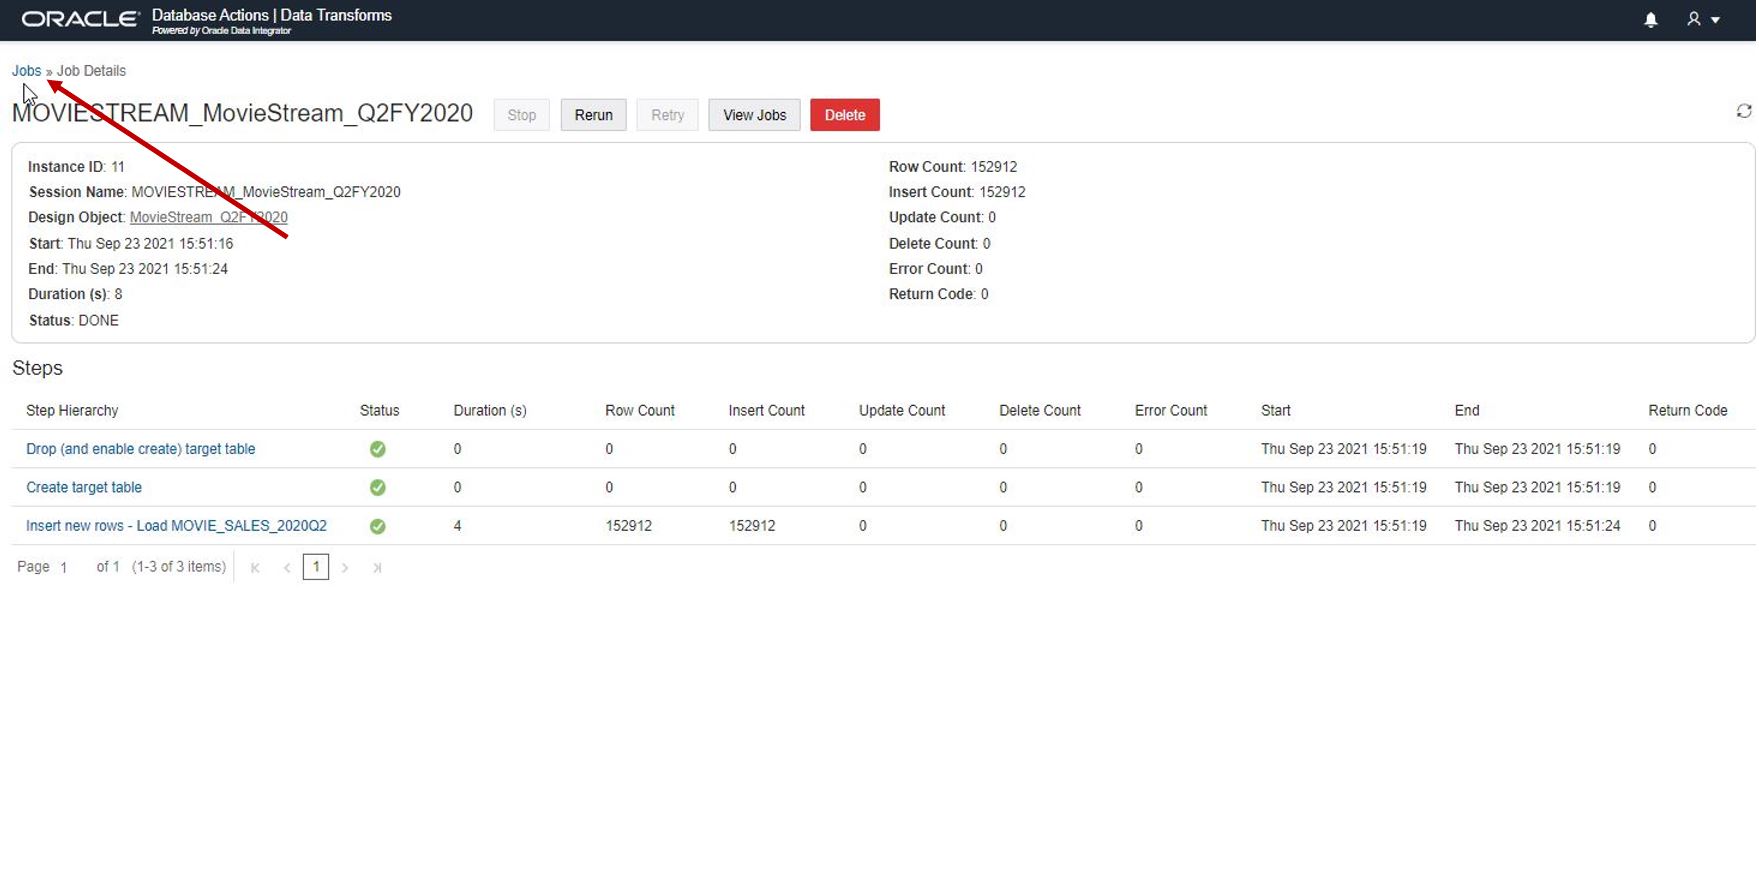 ORACLE Database Actions | Data Transforms
Powered by Oracle Data Integrator
Jobs » Job Details
MOVIESTREAM_MovieStream_Q2FY2020 Stop Rerun Retry View Jobs Delete
Instance ID: 11 Row Count: 152912
Session Name: MOVIESTREAM_MovieStream_Q2FY2020 Insert Count: 152912
Design Object: MovieStream_Q2FY2020 Update Count: 0
Start: Thu Sep 23 2021 15:51:16 Delete Count: 0
End: Thu Sep 23 2021 15:51:24 Error Count: 0
Duration (s): 8 Return Code: 0
Status: DONE
Steps
Step Hierarchy Status Duration (s) Row Count Insert Count Update Count Delete Count Error Count Start End Return Code
Drop (and enable create) target table 0 0 0 0 0 0 Thu Sep 23 2021 15:51:19 Thu Sep 23 2021 15:51:19 0
Create target table 0 0 0 0 0 0 Thu Sep 23 2021 15:51:19 Thu Sep 23 2021 15:51:19 0
Insert new rows - Load MOVIE_SALES_2020Q2 4 152912 152912 0 0 0 Thu Sep 23 2021 15:51:19 Thu Sep 23 2021 15:51:24 0
Page 1 of 1 (1-3 of 3 items) 1